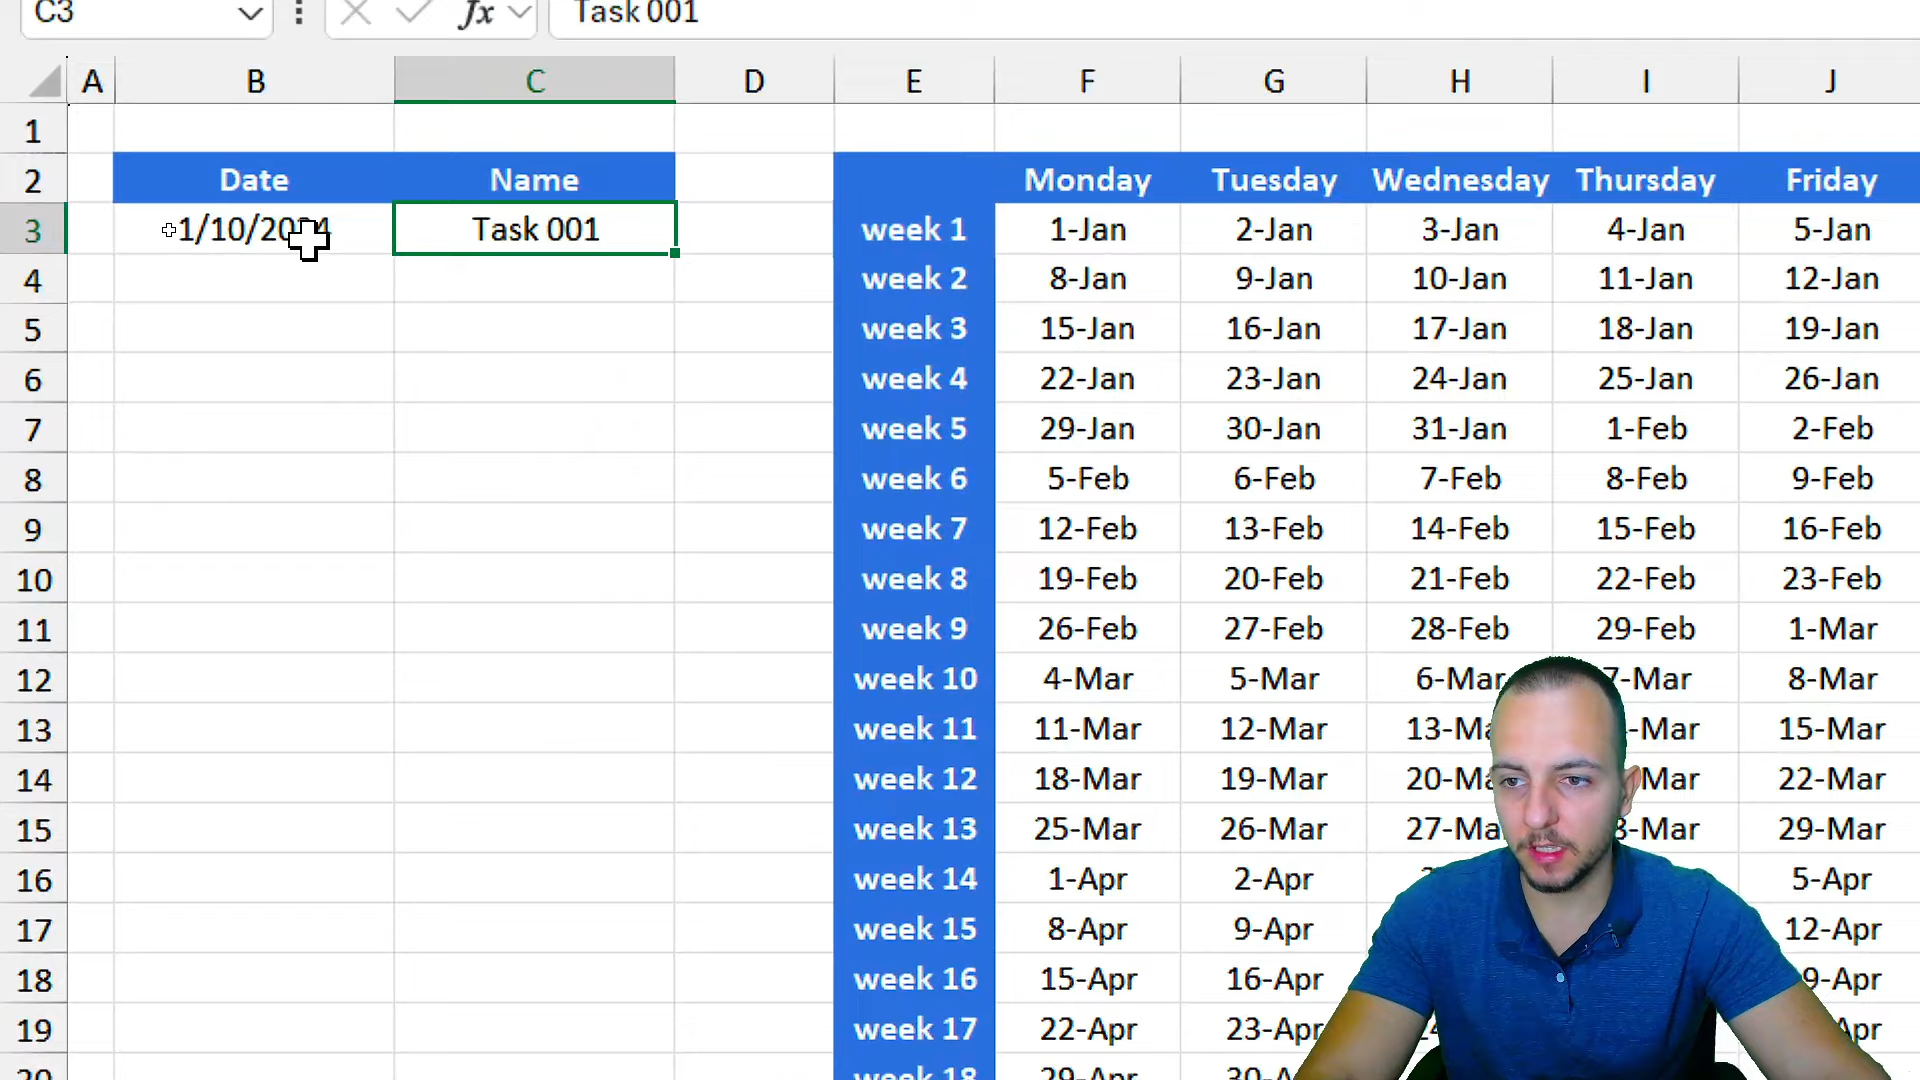 C3 fx Task 001
A B C D E F G H I J
1
2 Date Name Monday Tuesday Wednesday Thursday Friday
3 1/10/2024 Task 001 week 1 1-Jan 2-Jan 3-Jan 4-Jan 5-Jan
4 week 2 8-Jan 9-Jan 10-Jan 11-Jan 12-Jan
5 week 3 15-Jan 16-Jan 17-Jan 18-Jan 19-Jan
6 week 4 22-Jan 23-Jan 24-Jan 25-Jan 26-Jan
7 week 5 29-Jan 30-Jan 31-Jan 1-Feb 2-Feb
8 week 6 5-Feb 6-Feb 7-Feb 8-Feb 9-Feb
9 week 7 12-Feb 13-Feb 14-Feb 15-Feb 16-Feb
10 week 8 19-Feb 20-Feb 21-Feb 22-Feb 23-Feb
11 week 9 26-Feb 27-Feb 28-Feb 29-Feb 1-Mar
12 week 10 4-Mar 5-Mar 6-Mar 7-Mar 8-Mar
13 week 11 11-Mar 12-Mar 13-Ma -Mar 15-Mar
14 week 12 18-Mar 19-Mar 20-Ma Mar 22-Mar
15 week 13 25-Mar 26-Mar 27-Ma 8-Mar 29-Mar
16 week 14 1-Apr 2-Apr 5-Apr
17 week 15 8-Apr 9-Apr 12-Apr
18 week 16 15-Apr 16-Apr 9-Apr
19 week 17 22-Apr 23-Apr Apr
20 week 18 29-Apr 30-A